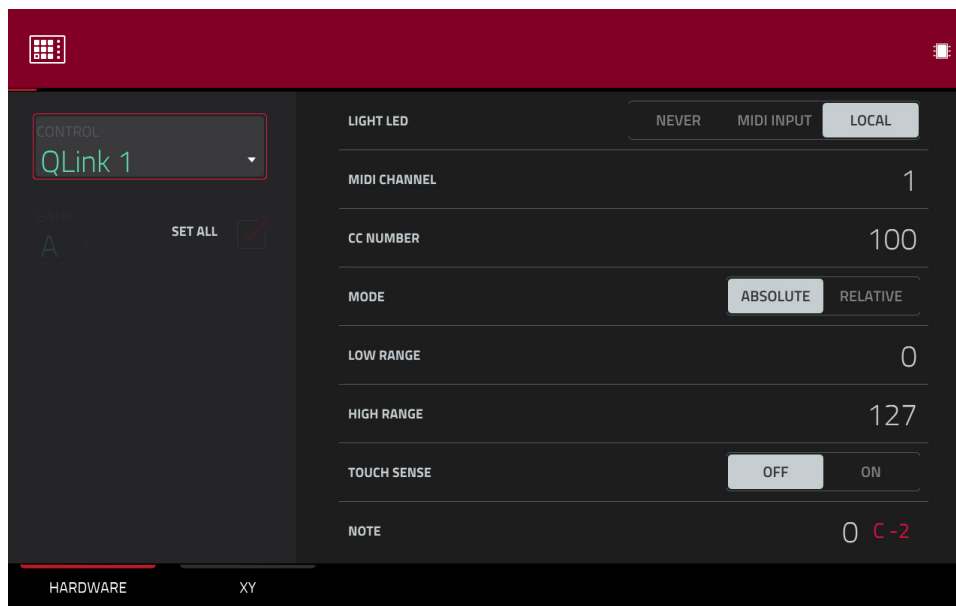 CONTROL
QLink 1
BANK
A
SET ALL
LIGHT LED
NEVER MIDI INPUT LOCAL
MIDI CHANNEL
1
CC NUMBER
100
MODE
ABSOLUTE RELATIVE
LOW RANGE
0
HIGH RANGE
127
TOUCH SENSE
OFF ON
NOTE
0 C -2
HARDWARE XY